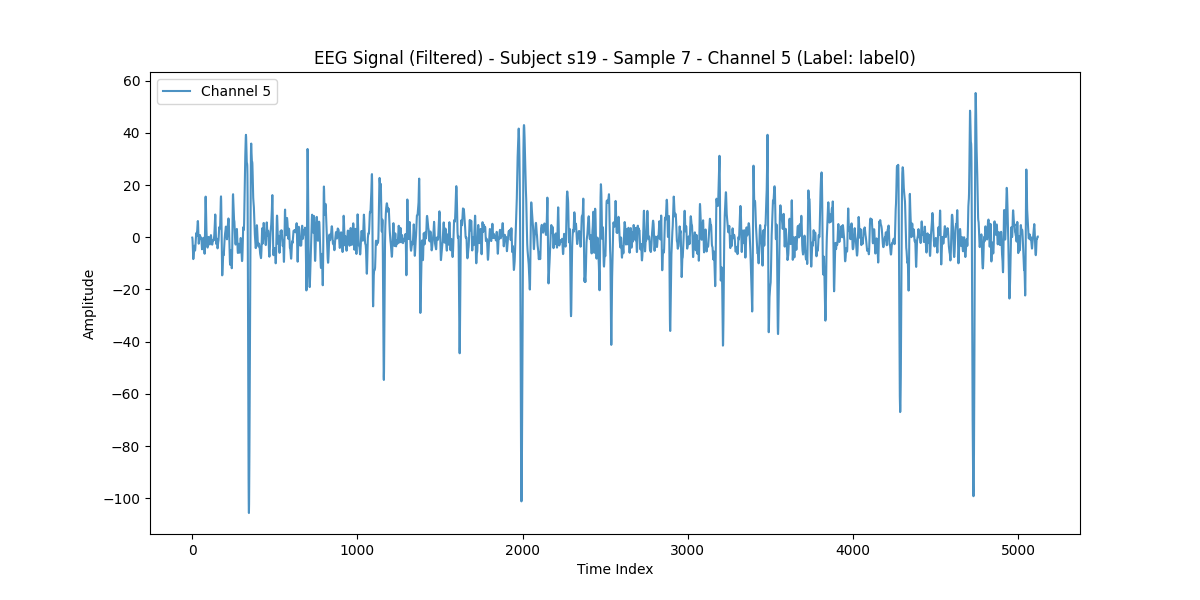 EEG Signal (Filtered) - Subject s19 - Sample 7 - Channel 5 (Label: label0)
Channel 5
60
40
20
0
−20
−40
−60
−80
−100
Amplitude
0 1000 2000 3000 4000 5000
Time Index